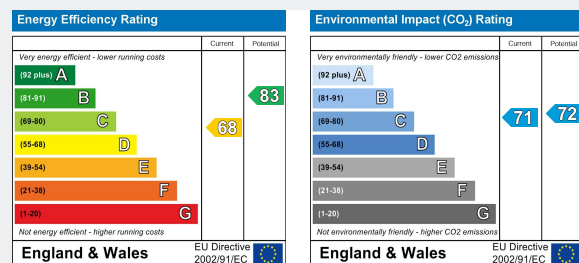 Energy Efficiency Rating
Current Potential
Very energy efficient - lower running costs
(92 plus) A
(81-91) B
(69-80) C
(55-68) D
(39-54) E
(21-38) F
(1-20) G
68
83
Not energy efficient - higher running costs
England & Wales
EU Directive
2002/91/EC
Environmental Impact (CO2) Rating
Current Potential
Very environmentally friendly - lower CO2 emissions
(92 plus) A
(81-91) B
(69-80) C
(55-68) D
(39-54) E
(21-38) F
(1-20) G
71
72
Not environmentally friendly - higher CO2 emissions
England & Wales
EU Directive
2002/91/EC